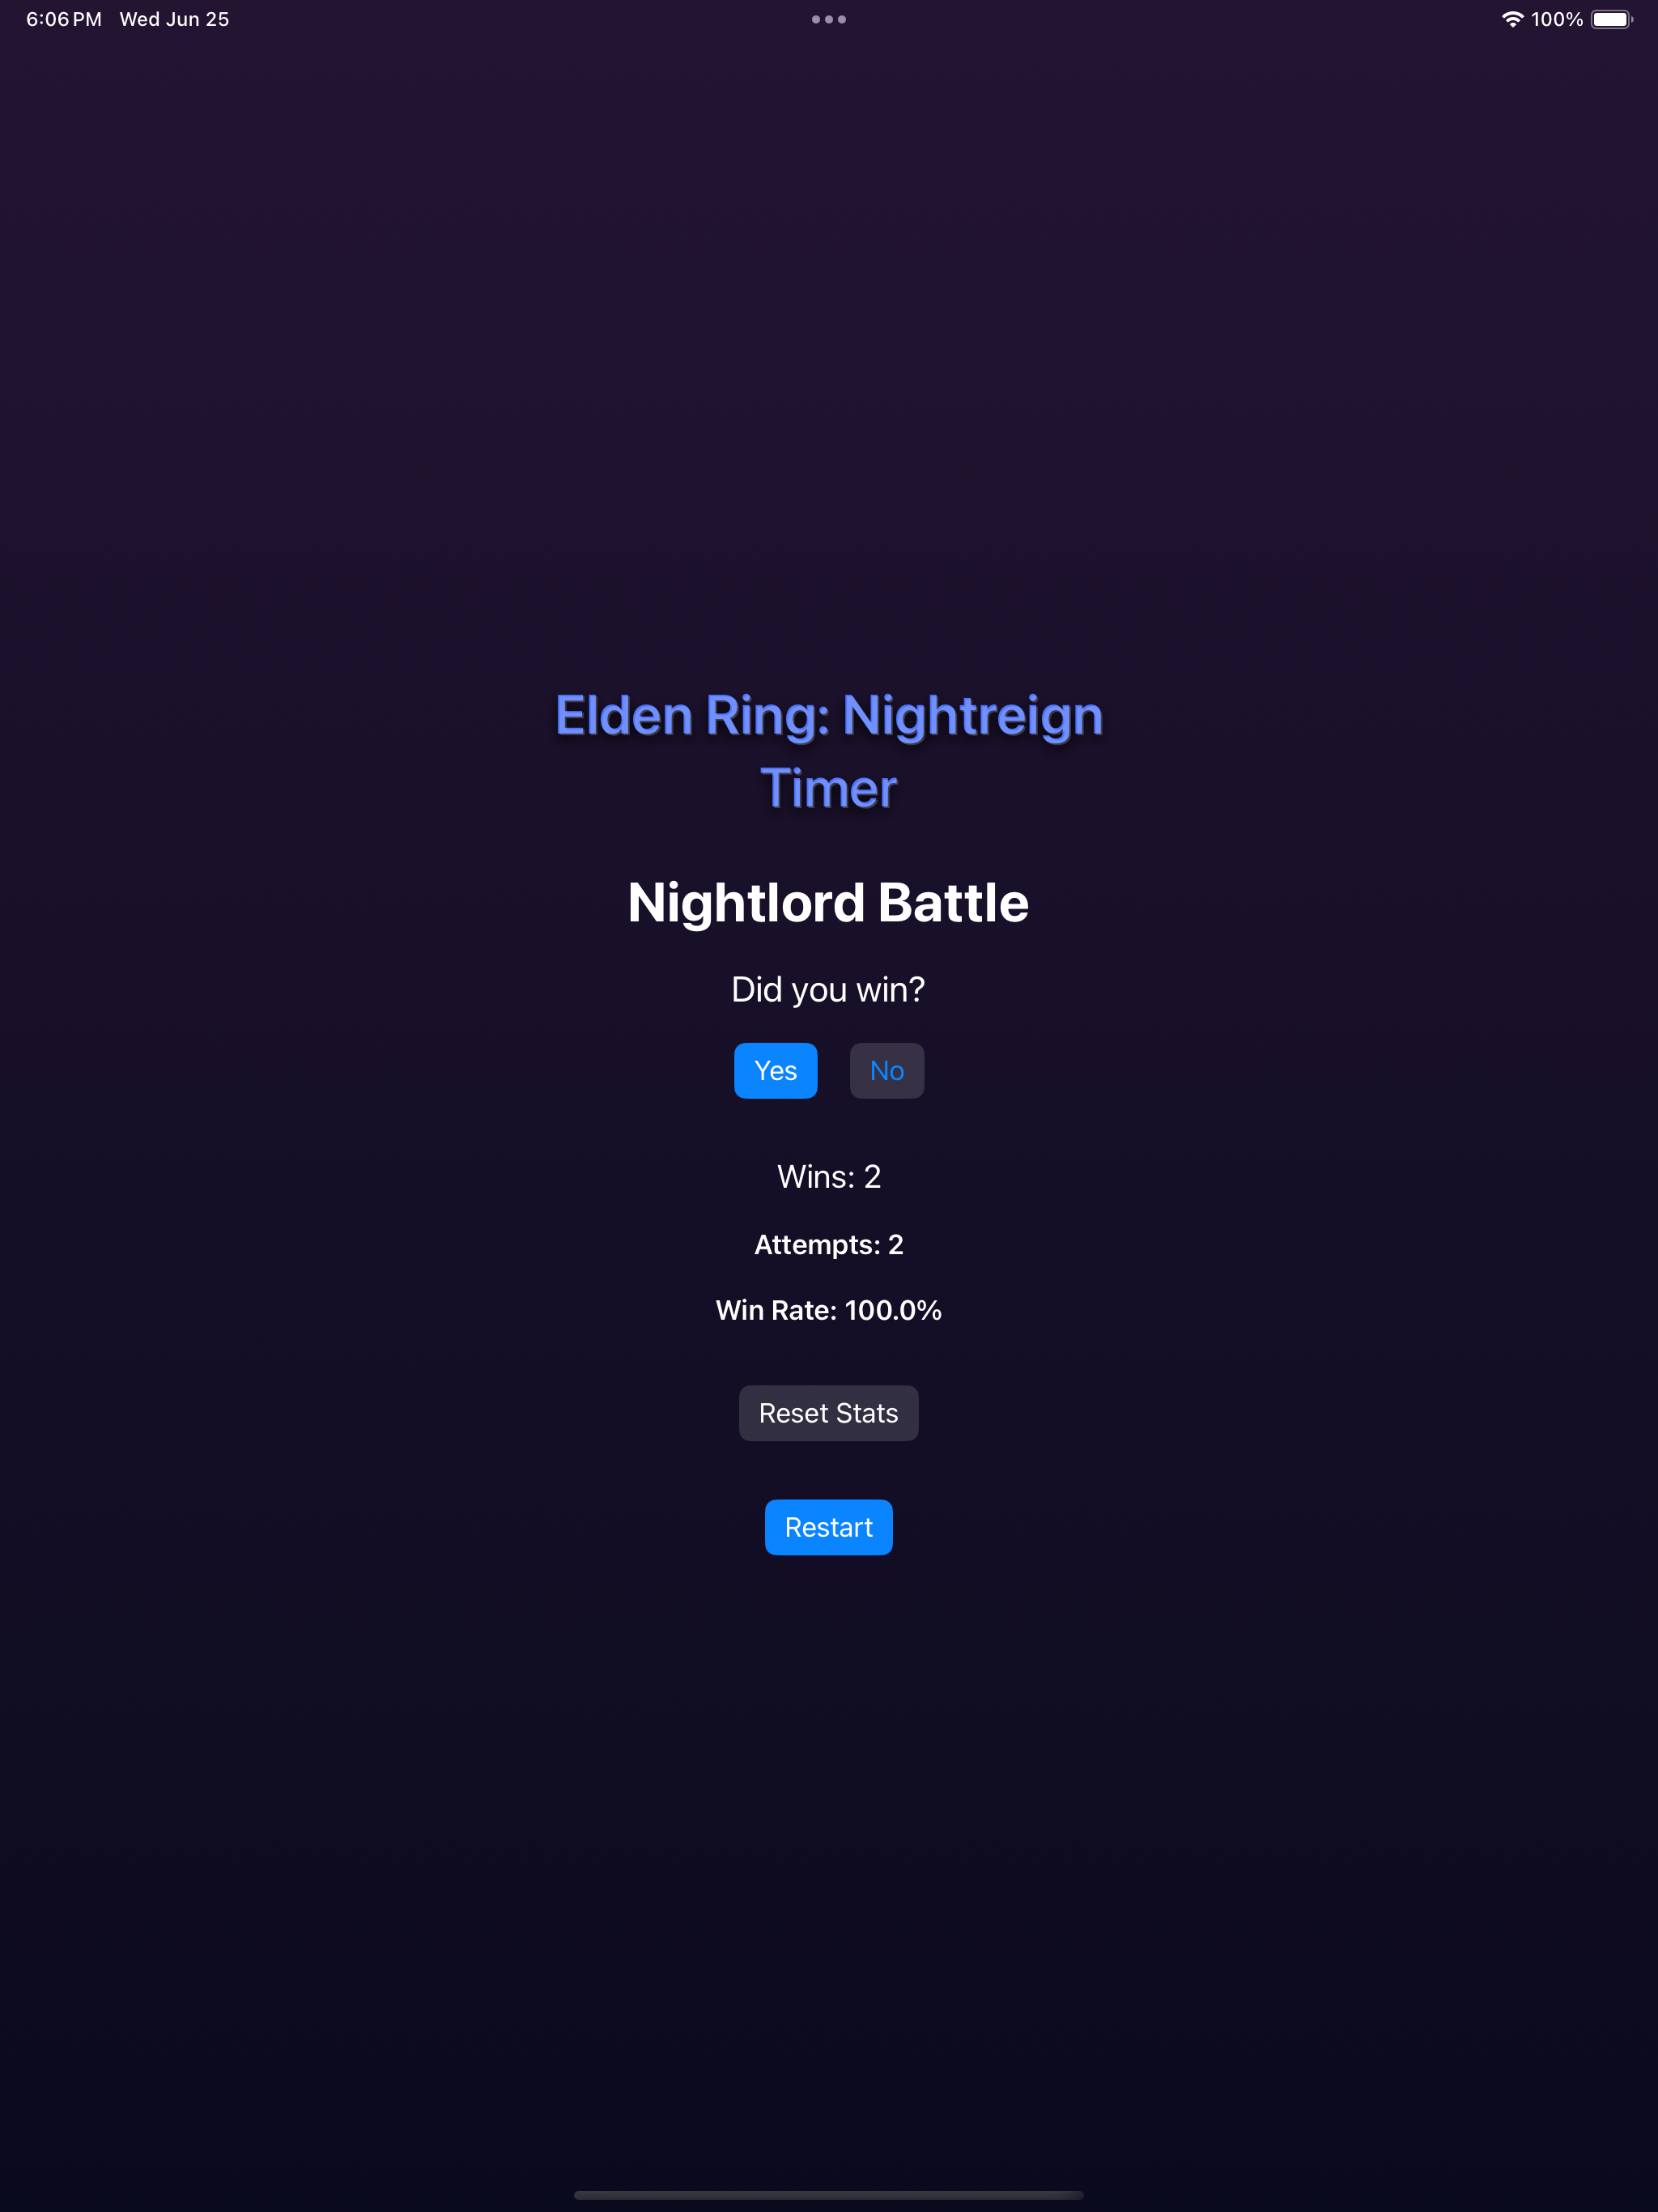 6:06 PM Wed Jun 25 100%
Elden Ring: Nightreign
Timer
Nightlord Battle
Did you win?
Yes No
Wins: 2
Attempts: 2
Win Rate: 100.0%
Reset Stats
Restart